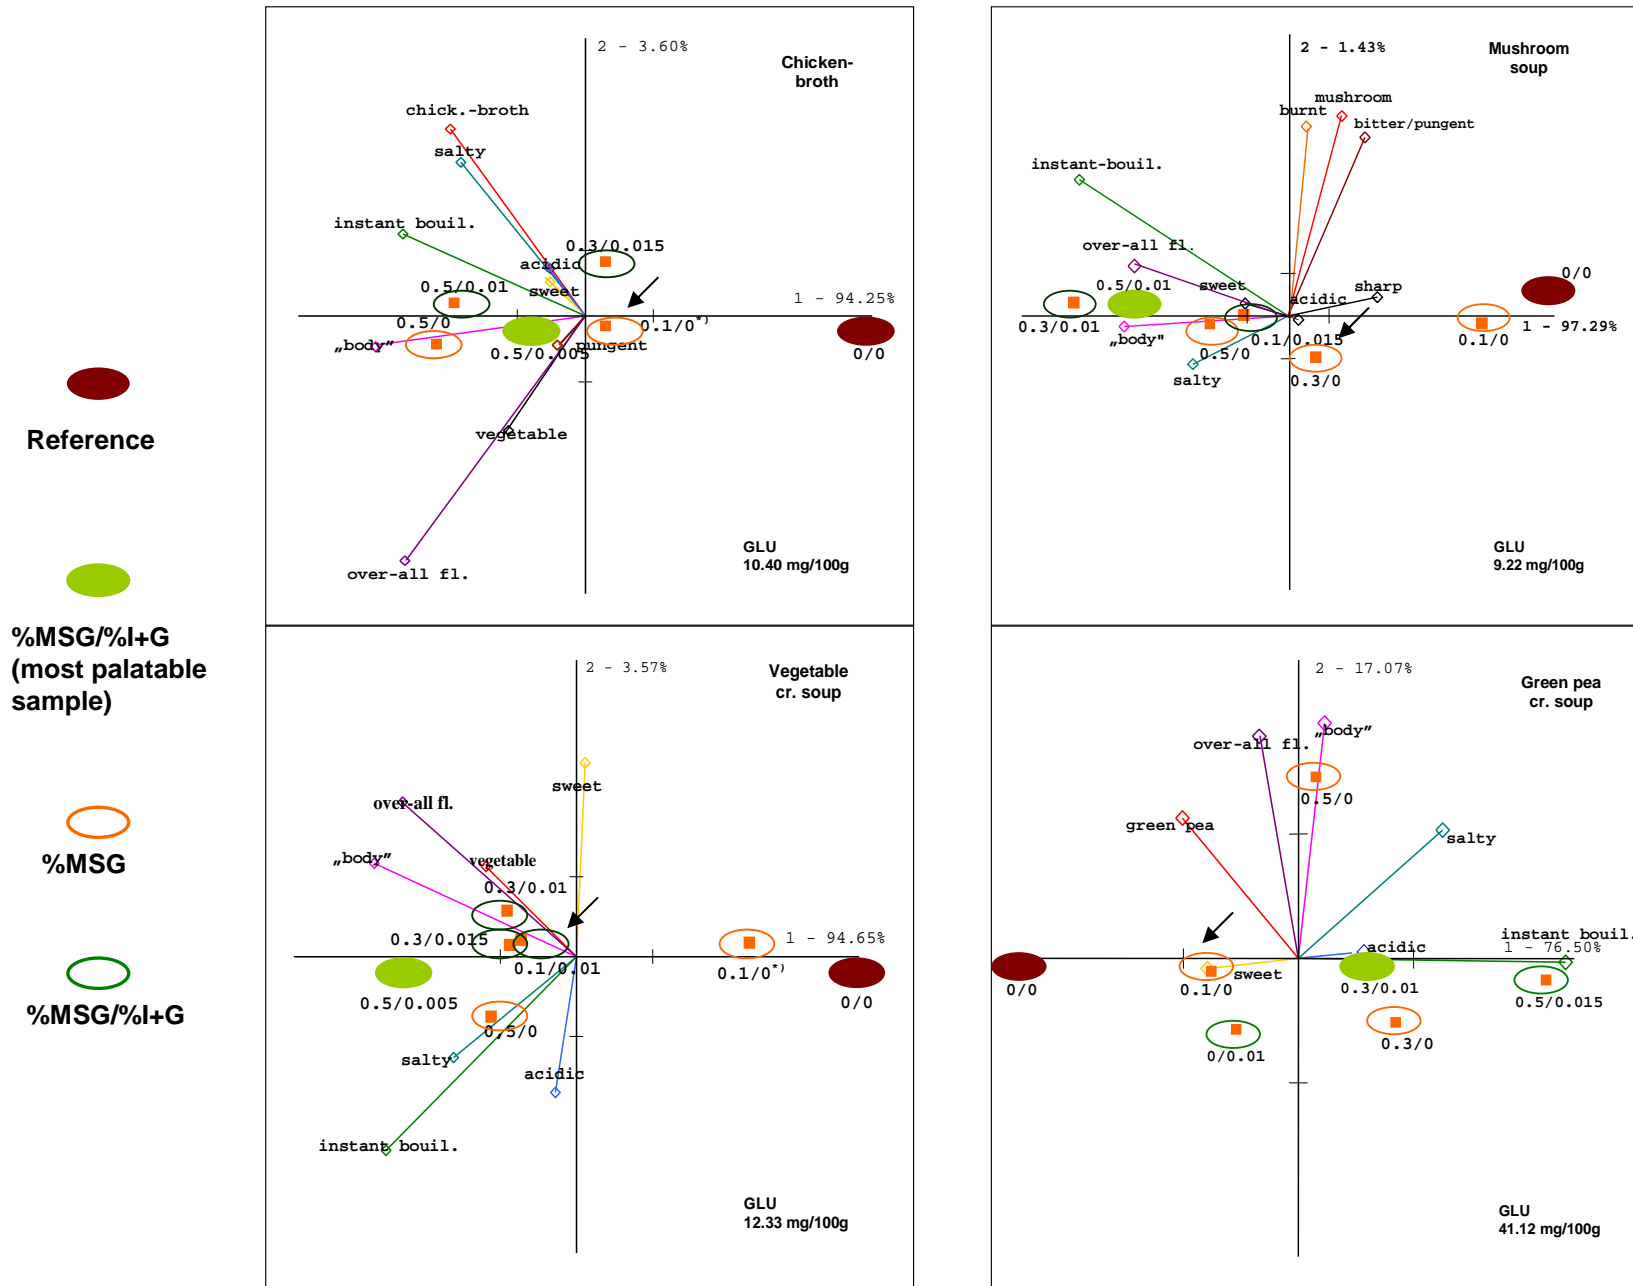 Reference
%MSG/%I+G
(most palatable
sample)
%MSG
%MSG/%I+G
2 - 3.60%
Chicken-
broth
chick.-broth
salty
instant bouil.
0.3/0.015
acidic
sweet
0.5/0.01
1 - 94.25%
0.5/0
0.1/0*)
„body”
0.5/0.005
pungent
0/0
vegetable
over-all fl.
GLU
10.40 mg/100g
2 - 1.43%
Mushroom
soup
mushroom
burnt
bitter/pungent
instant-bouil.
over-all fl.
0/0
0.5/0.01
sweet
sharp
acidic
0.3/0.01
1 - 97.29%
0.1/0.015
0.1/0
„body"
0.5/0
salty
0.3/0
GLU
9.22 mg/100g
2 - 3.57%
Vegetable
cr. soup
sweet
over-all fl.
„body”
vegetable
0.3/0.01
0.3/0.015
1 - 94.65%
0.1/0.01
0.1/0*)
0.5/0.005
0/0
0,5/0
salty
acidic
instant bouil.
GLU
12.33 mg/100g
2 - 17.07%
Green pea
cr. soup
„body”
over-all fl.
0.5/0
green pea
salty
instant bouil.
acidic
1 - 76.50%
sweet
0/0
0.1/0
0.3/0.01
0.5/0.015
0.3/0
0/0.01
GLU
41.12 mg/100g